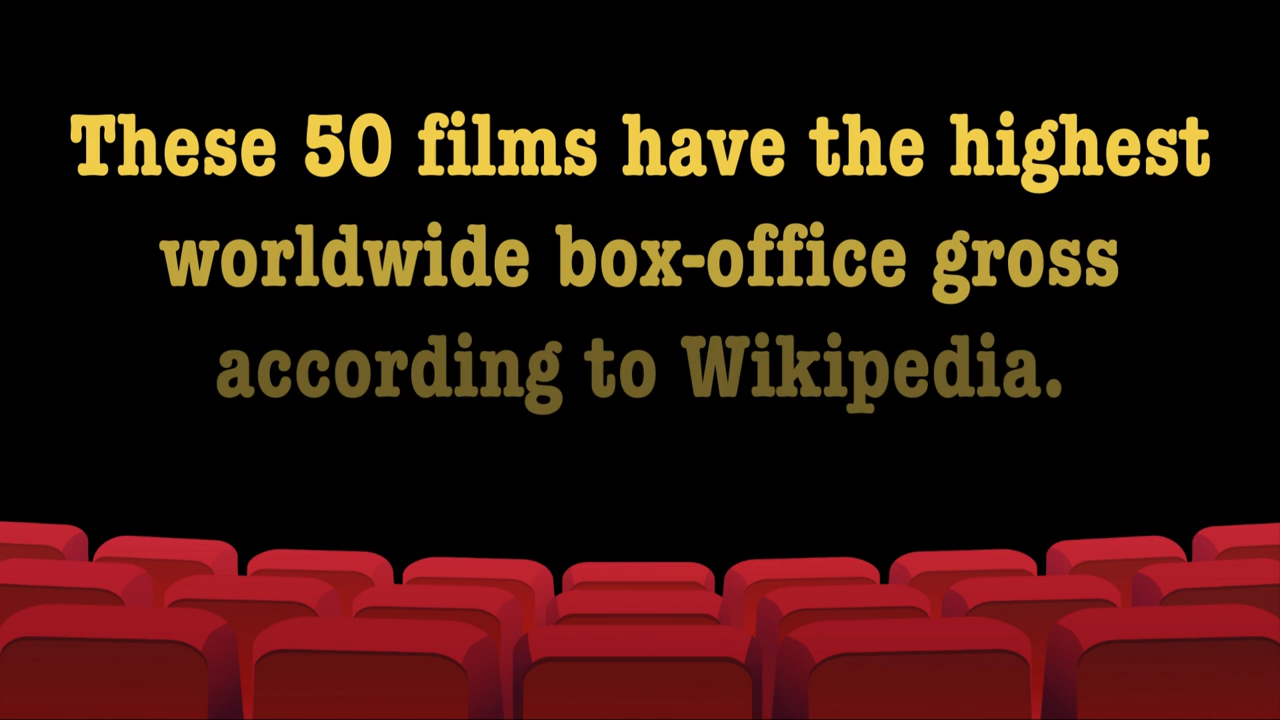 These 50 films have the highest
worldwide box-office gross
according to Wikipedia.